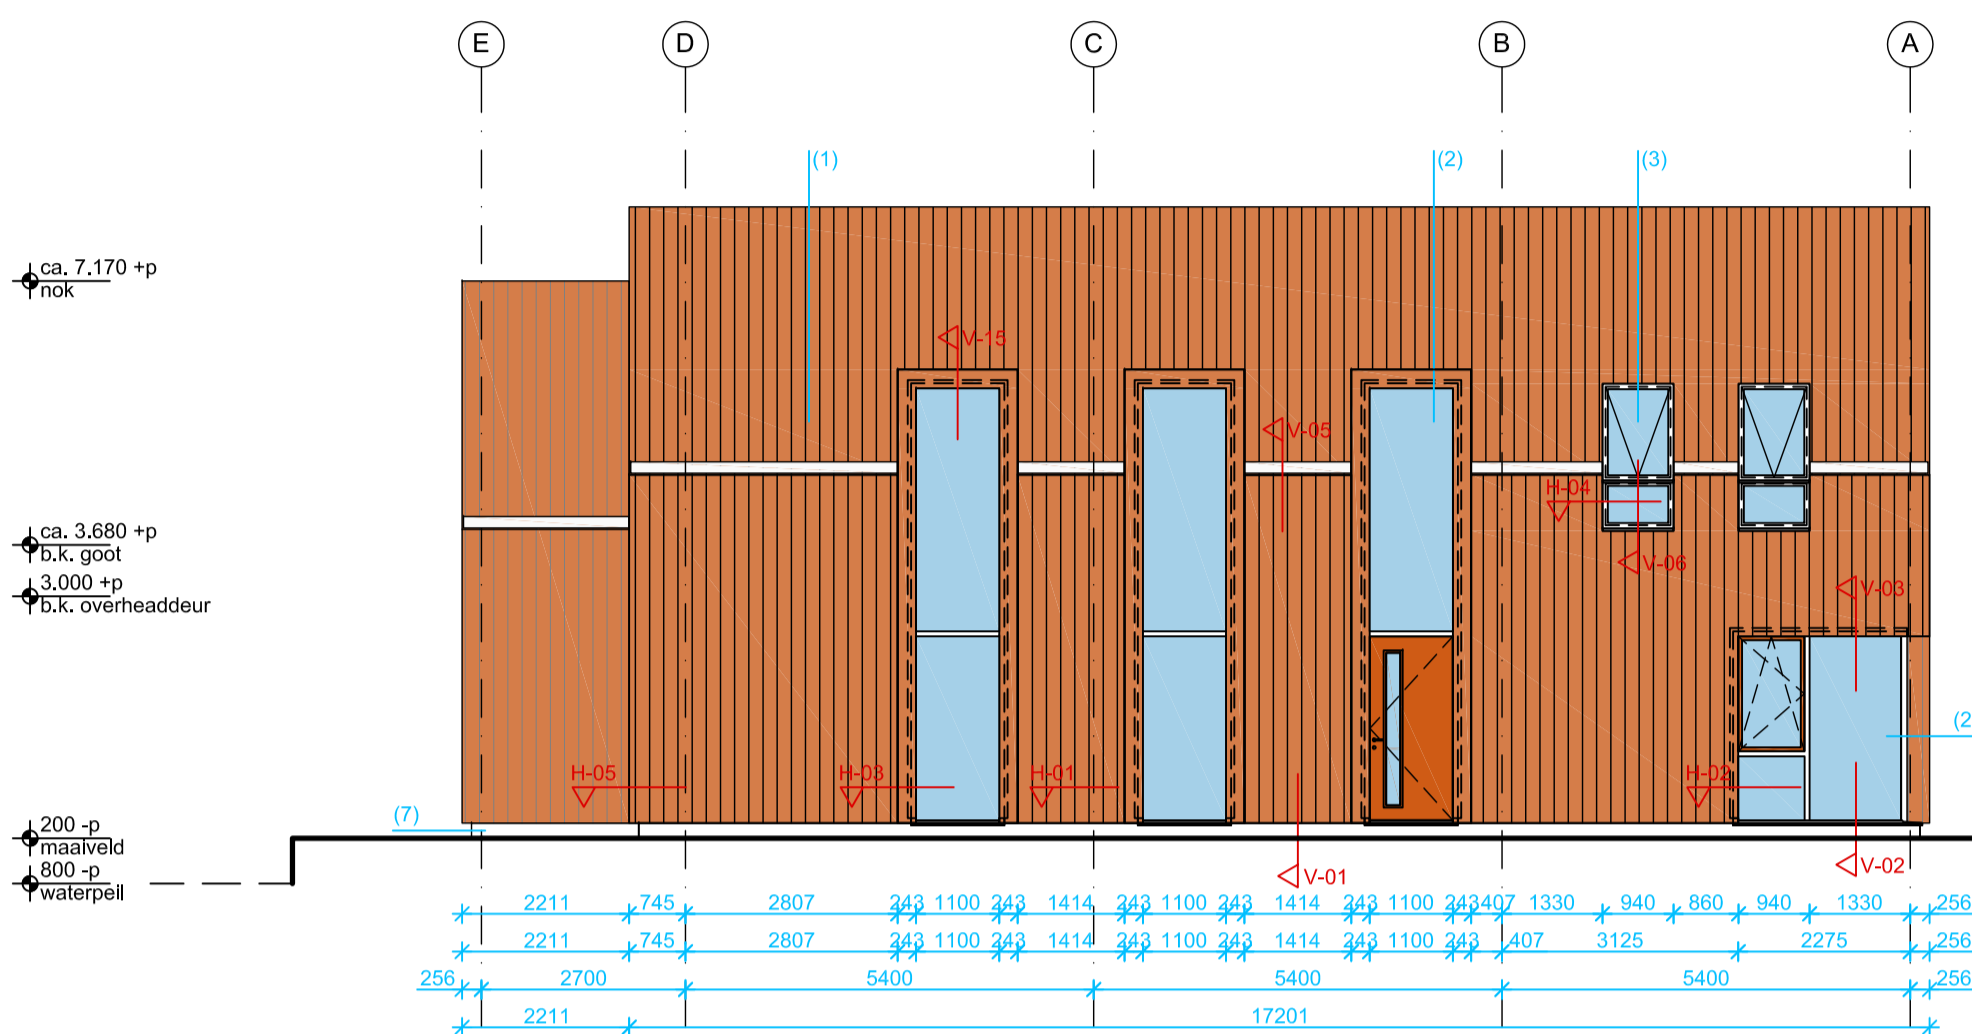 E D C B A
(1) (2) (3)
ca. 7.170 +p
nok
V-15
V-05
H-04
ca. 3.680 +p
b.k. goot
V-06
3.000 +p
b.k. overheaddeur
V-03
(2
H-05 H-03 H-01 H-02
(7)
200 -p
maaiveld
800 -p
waterpeil
V-01 V-02
2211 745 2807 243 1100 243 1414 243 1100 243 1414 243 1100 243 407 1330 940 860 940 1330 256
2211 745 2807 243 1100 243 1414 243 1100 243 1414 243 1100 243 407 3125 2275 256
256 2700 5400 5400 5400 256
2211 17201